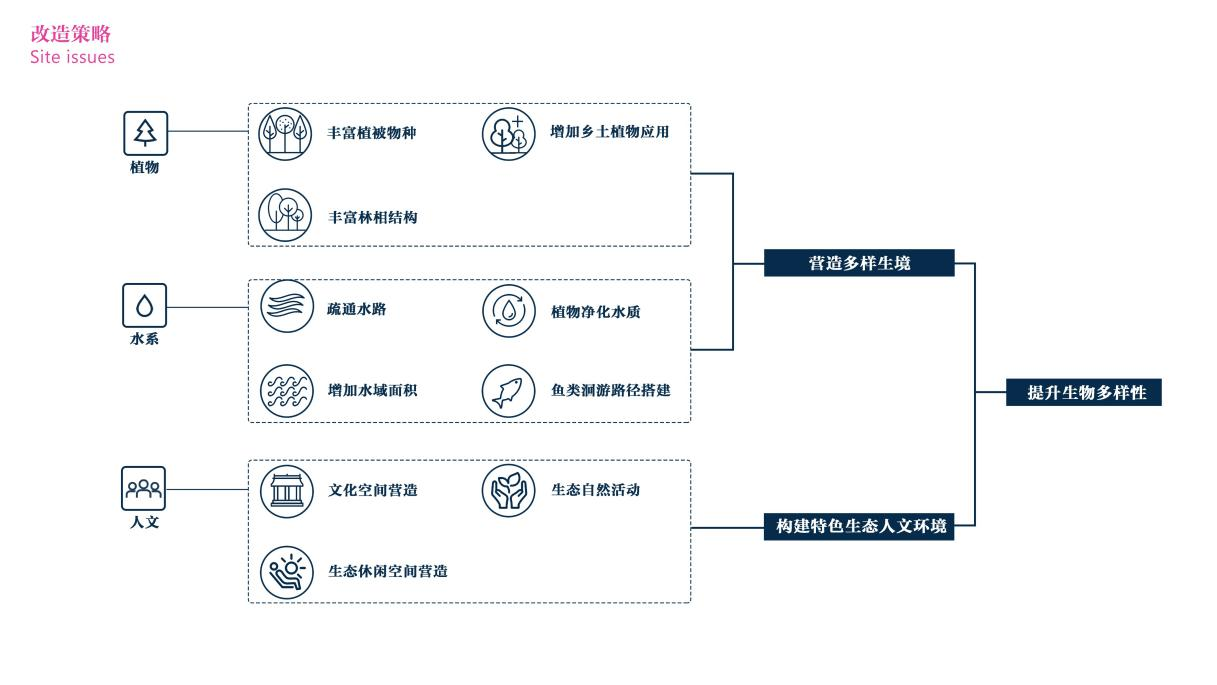 改造策略
Site issues
植物
丰富植被物种
增加乡土植物应用
丰富林相结构
水系
疏通水路
植物净化水质
增加水域面积
鱼类洄游路径搭建
人文
文化空间营造
生态自然活动
生态休闲空间营造
营造多样生境
构建特色生态人文环境
提升生物多样性